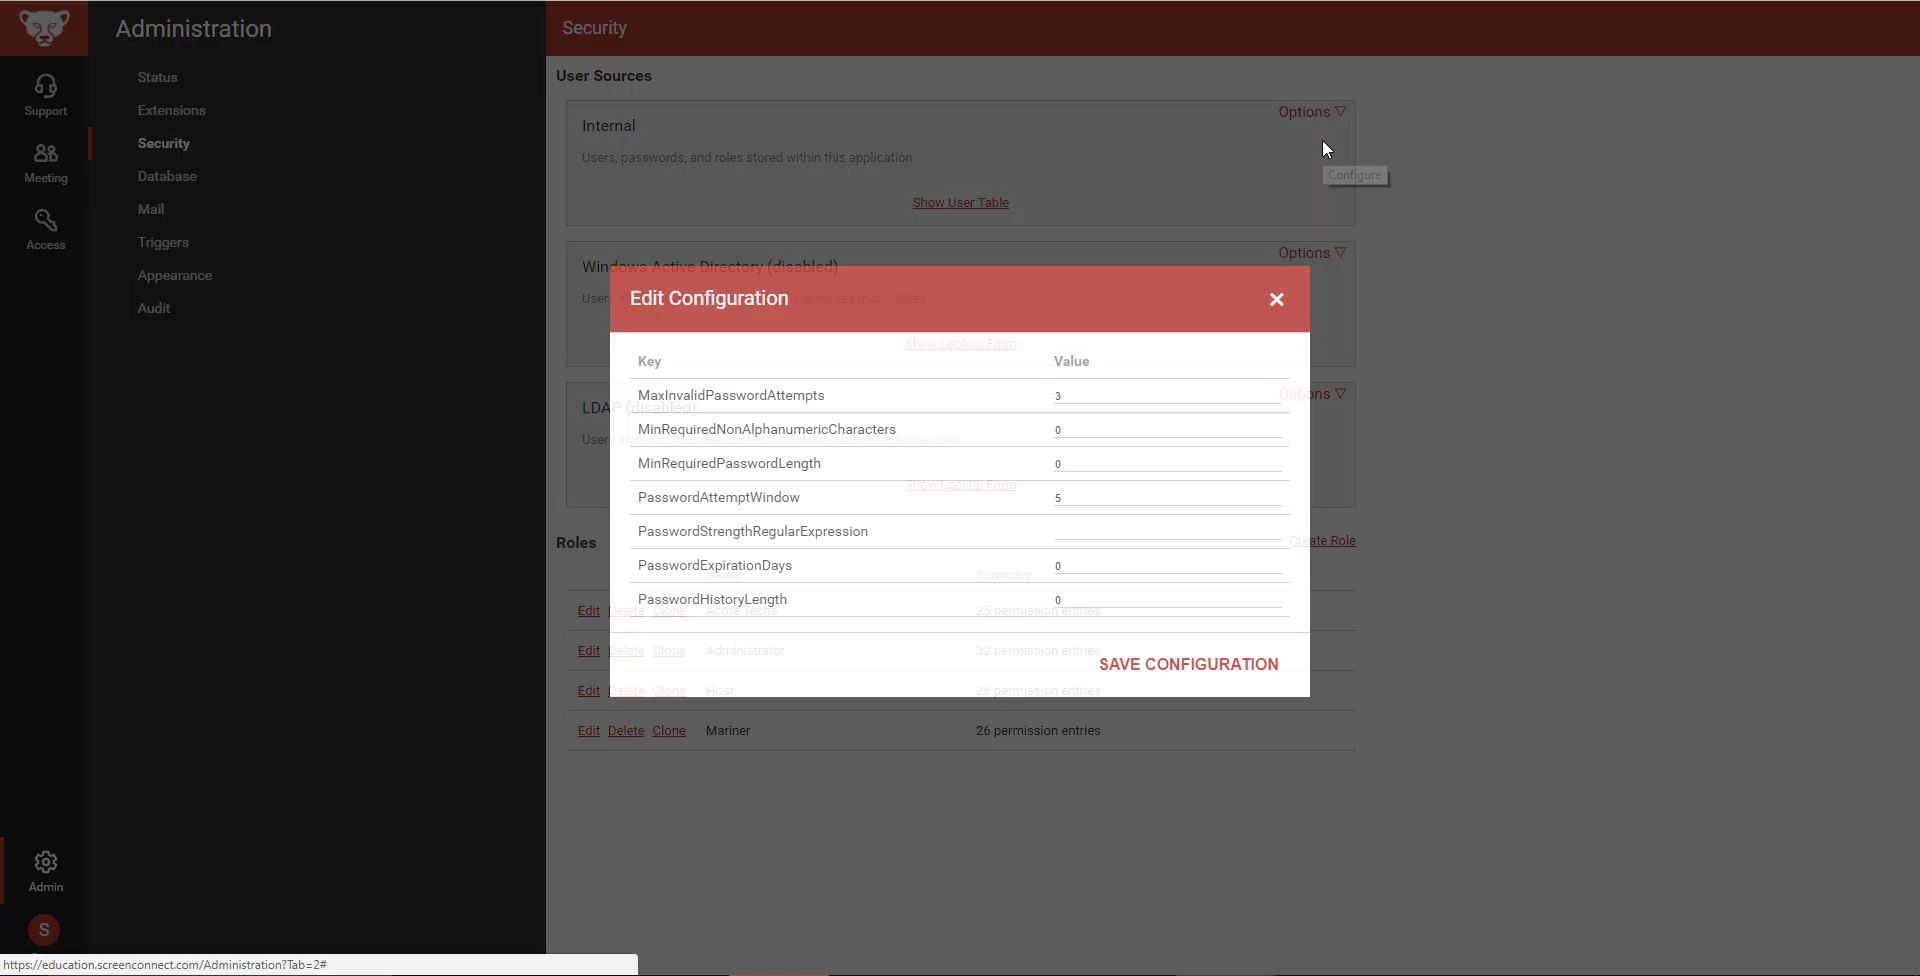 Administration
Security
Support
Meeting
Access
Status
Extensions
Security
Database
Mail
Triggers
Appearance
Audit
User Sources
Internal
Options ▽
Users, passwords, and roles stored within this application
Configure
Show User Table
Windows Active Directory (disabled)
Options ▽
Edit Configuration
Show Lookup Form
Key Value
MaxInvalidPasswordAttempts 3
LDAP (disabled)
Options ▽
MinRequiredNonAlphanumericCharacters 0
MinRequiredPasswordLength 0
Show Lookup Form
PasswordAttemptWindow 5
PasswordStrengthRegularExpression
Roles
Create Role
PasswordExpirationDays 0
Name Summary
PasswordHistoryLength 0
Edit Delete Clone Acme Techs 25 permission entries
Edit Delete Clone Administrator 32 permission entries
SAVE CONFIGURATION
Edit Delete Clone Host 26 permission entries
Edit Delete Clone Mariner 26 permission entries
Admin
S
https://education.screenconnect.com/Administration?Tab=2#